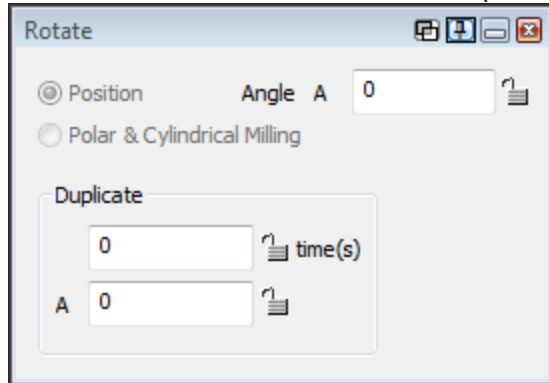 Rotate
Position Angle A 0
Polar & Cylindrical Milling
Duplicate
0 time(s)
A 0